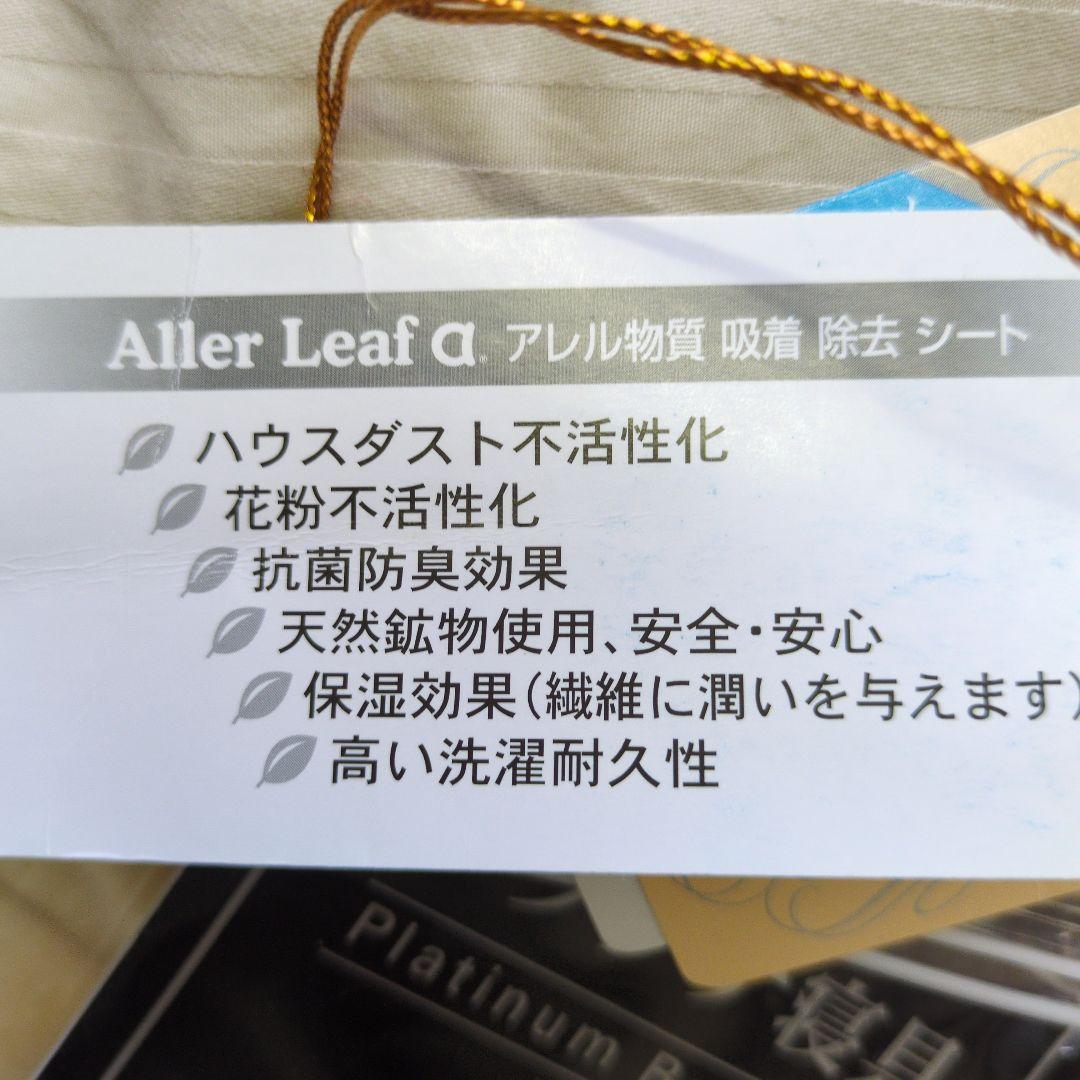 Aller Leaf α アレル物質 吸着 除去 シート
ハウスダスト不活性化
花粉不活性化
抗菌防臭効果
天然鉱物使用、安全・安心
保湿効果（繊維に潤いを与えます）
高い洗濯耐久性
Platinum
寝具